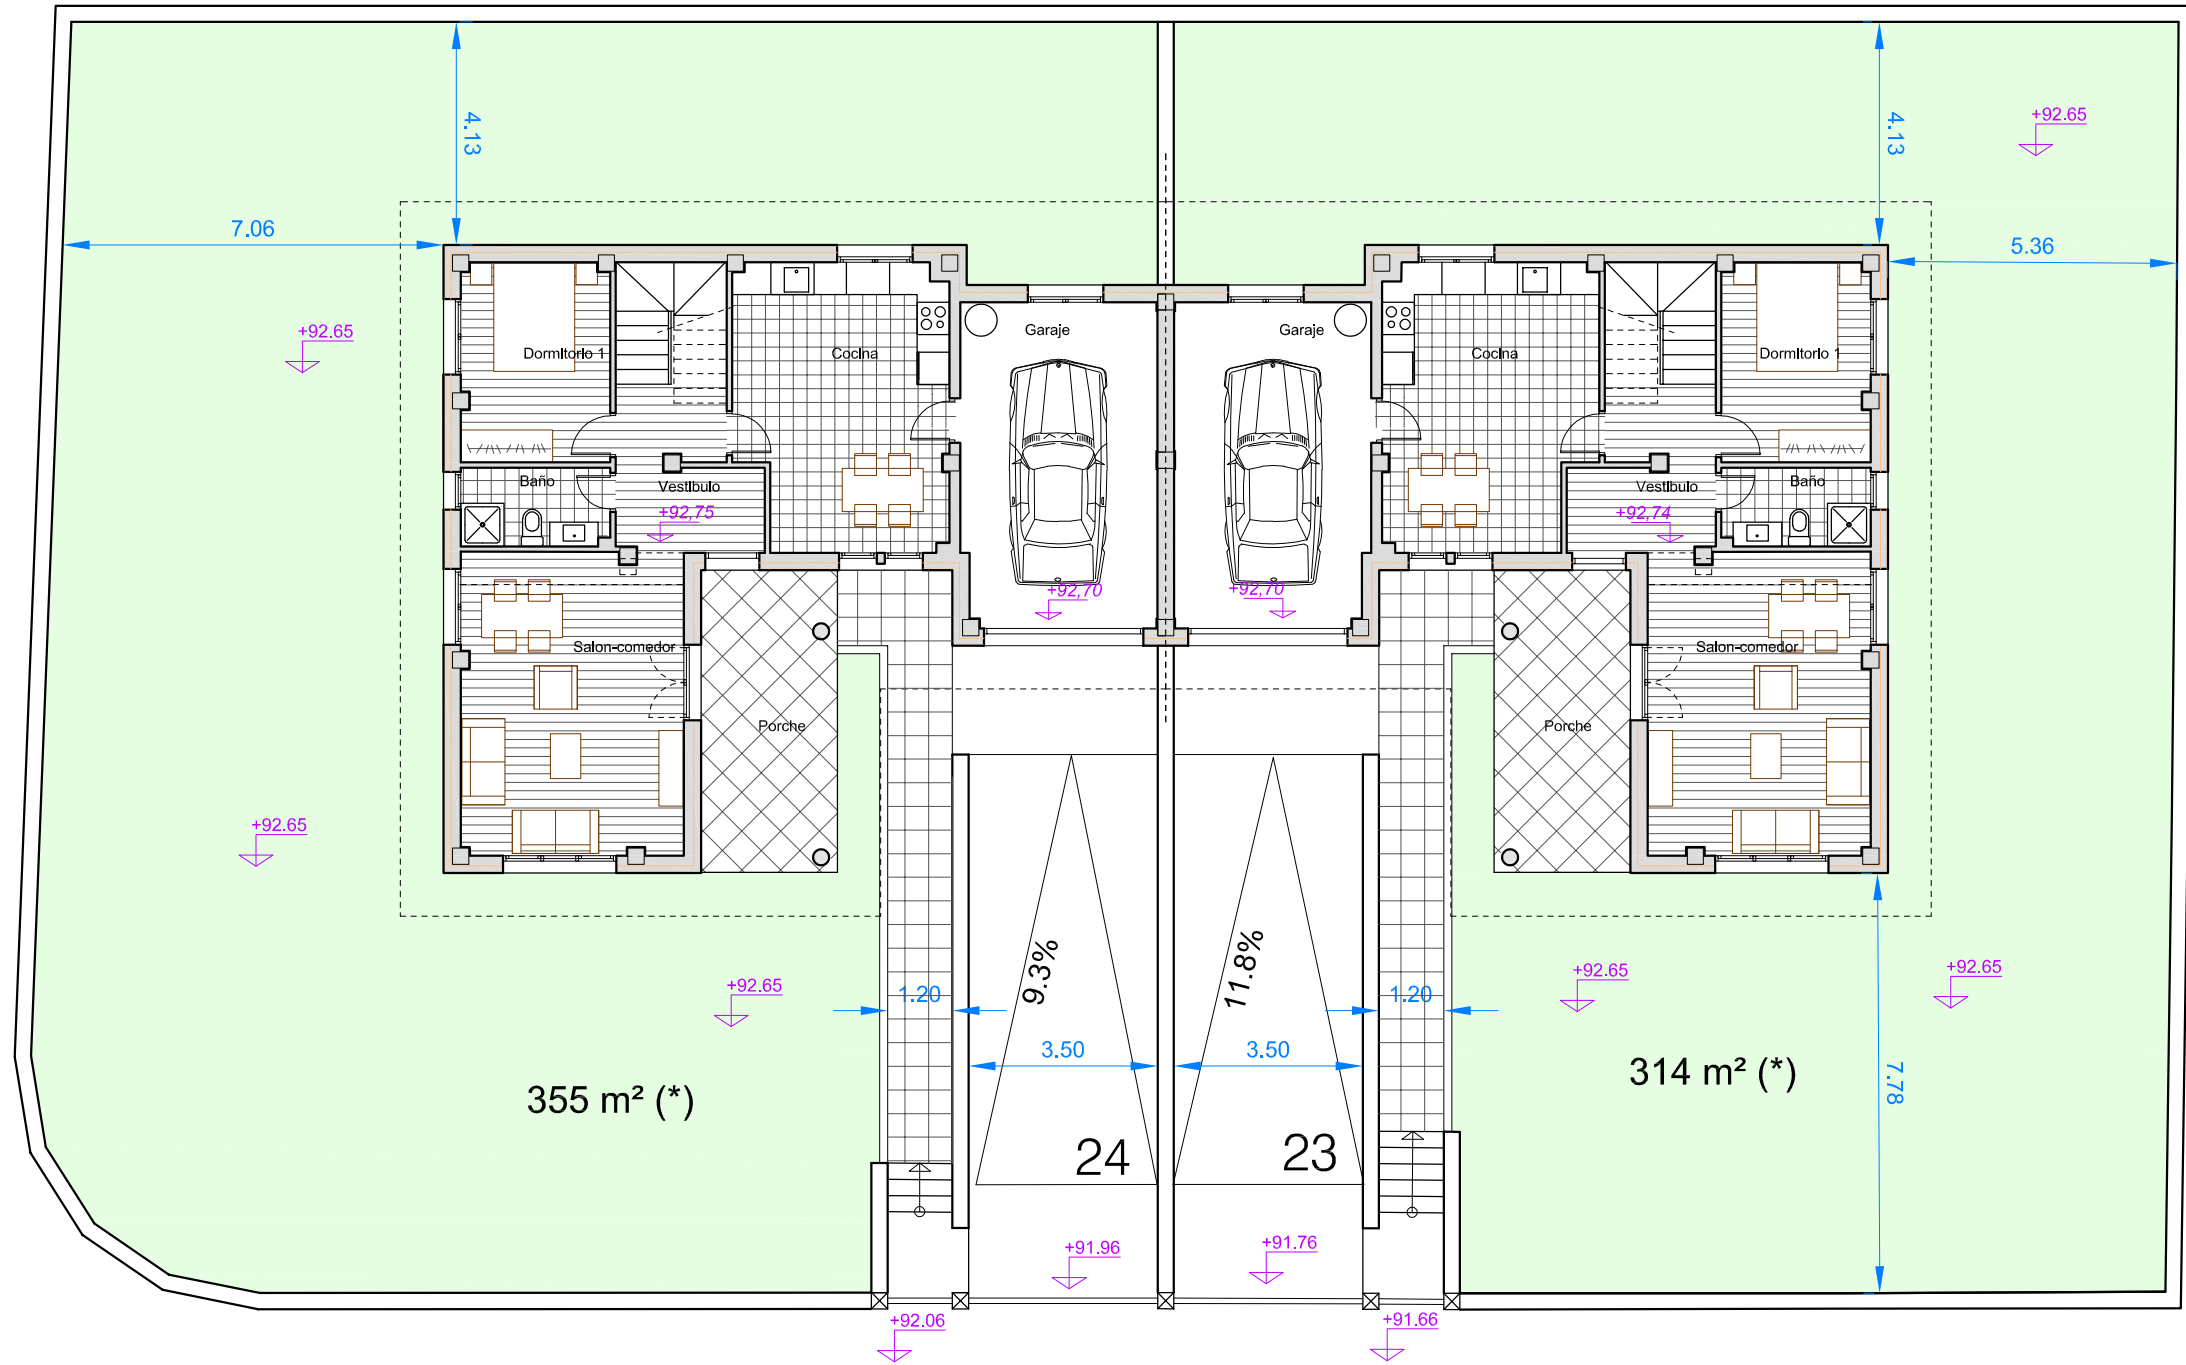 4.13
4.13
+92.65
7.06
5.36
+92.65
Garaje
Garaje
Dormitorio 1
Cocina
Cocina
Dormitorio 1
Baño
Vestibulo
Vestibulo
Baño
+92,75
+92,74
+92,70
+92,70
Salon-comedor
Salon-comedor
Porche
Porche
+92.65
9.3%
11.8%
+92.65
+92.65
+92.65
1.20
1.20
3.50
3.50
355 m² (*)
314 m² (*)
7.78
24
23
+91.96
+91.76
+92.06
+91.66